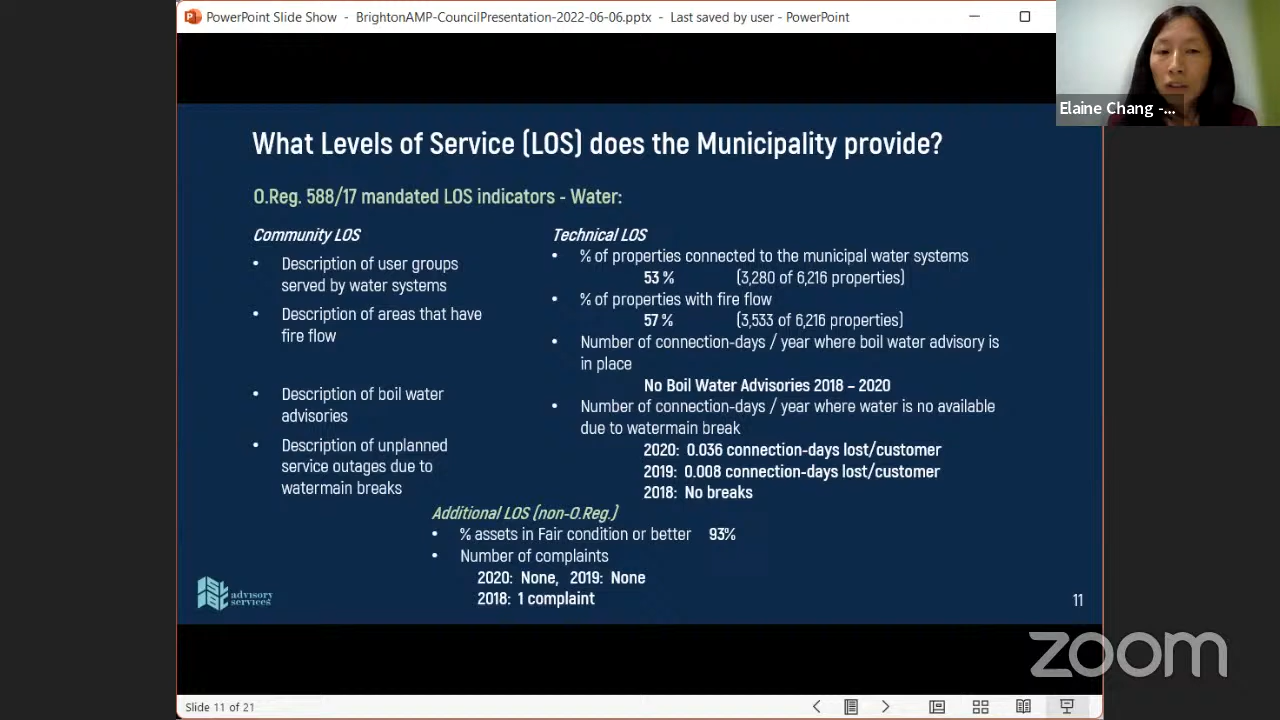 PowerPoint Slide Show - BrightonAMP-CouncilPresentation-2022-06-06.pptx - Last saved by user - PowerPoint
Elaine Chang -...
What Levels of Service (LOS) does the Municipality provide?
O.Reg. 588/17 mandated LOS indicators - Water:
Community LOS
• Description of user groups
served by water systems
• Description of areas that have
fire flow
• Description of boil water
advisories
• Description of unplanned
service outages due to
watermain breaks
Technical LOS
• % of properties connected to the municipal water systems
53 % (3,280 of 6,216 properties)
• % of properties with fire flow
57 % (3,533 of 6,216 properties)
• Number of connection-days / year where boil water advisory is
in place
No Boil Water Advisories 2018 – 2020
• Number of connection-days / year where water is no available
due to watermain break
2020: 0.036 connection-days lost/customer
2019: 0.008 connection-days lost/customer
2018: No breaks
Additional LOS (non-O.Reg.)
• % assets in Fair condition or better 93%
• Number of complaints
2020: None, 2019: None
2018: 1 complaint
advisory
services
11
zoom
Slide 11 of 21